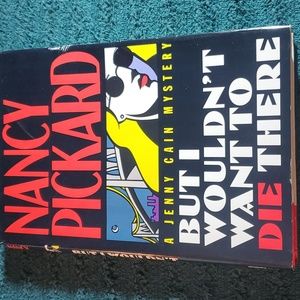 NANCY
PICKARD
A JENNY CAIN MYSTERY
BUT I
WOULDN'T
WANT TO
DIE THERE